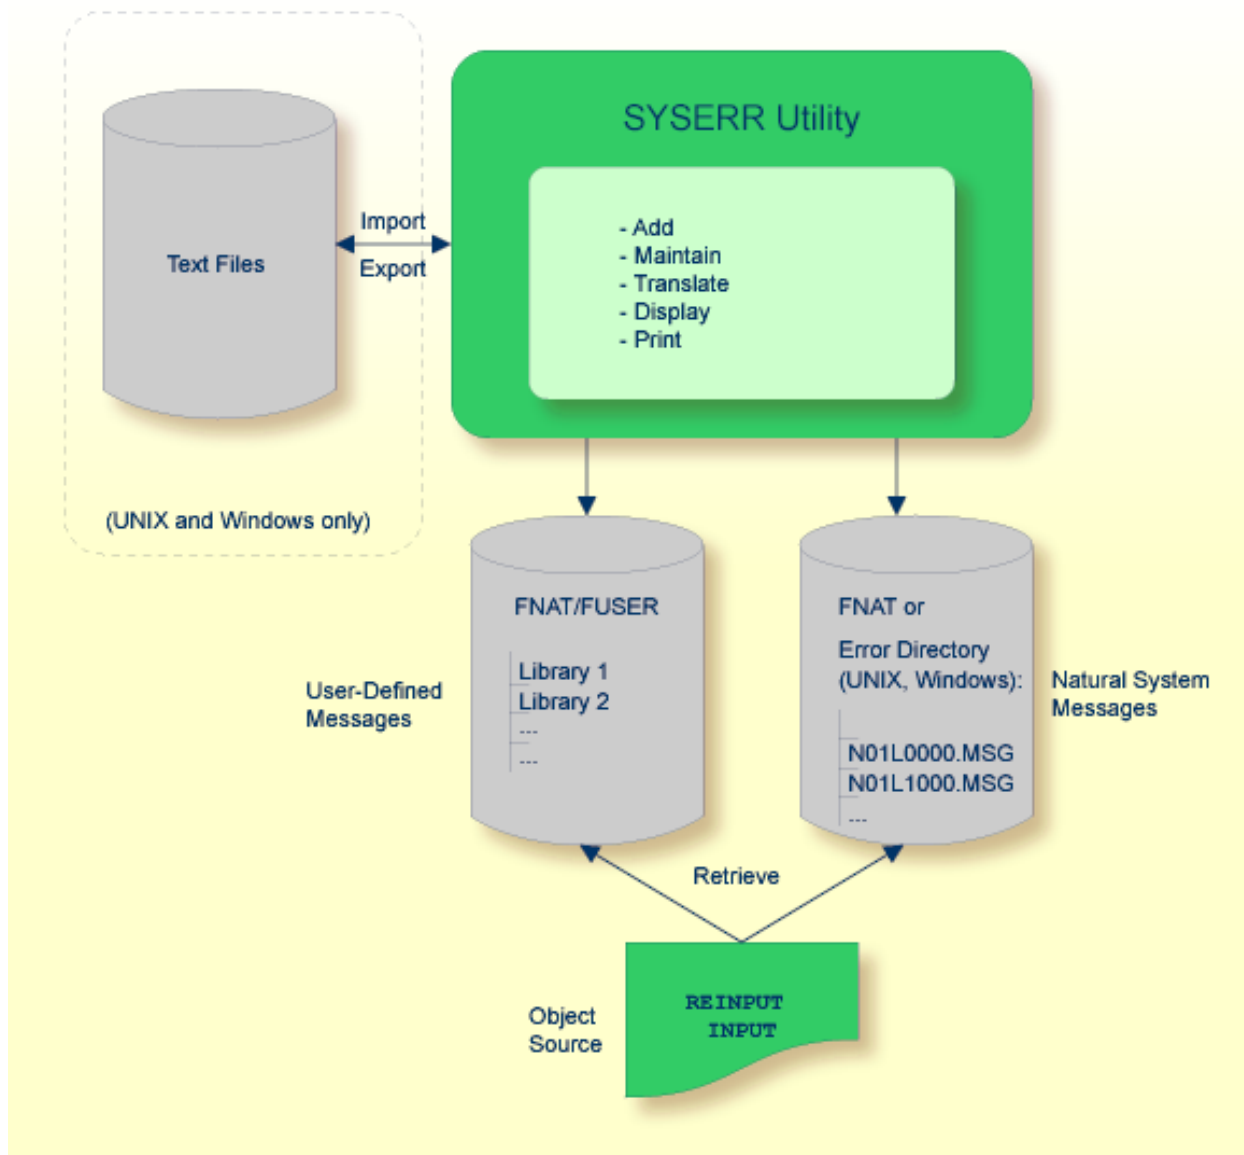 SYSERR Utility
- Add
- Maintain
- Translate
- Display
- Print
Import
Export
Text Files
(UNIX and Windows only)
FNAT/FUSER
Library 1
Library 2
...
...
User-Defined
Messages
FNAT or
Error Directory
(UNIX, Windows):
N01L0000.MSG
N01L1000.MSG
...
Natural System
Messages
Retrieve
REINPUT
INPUT
Object
Source